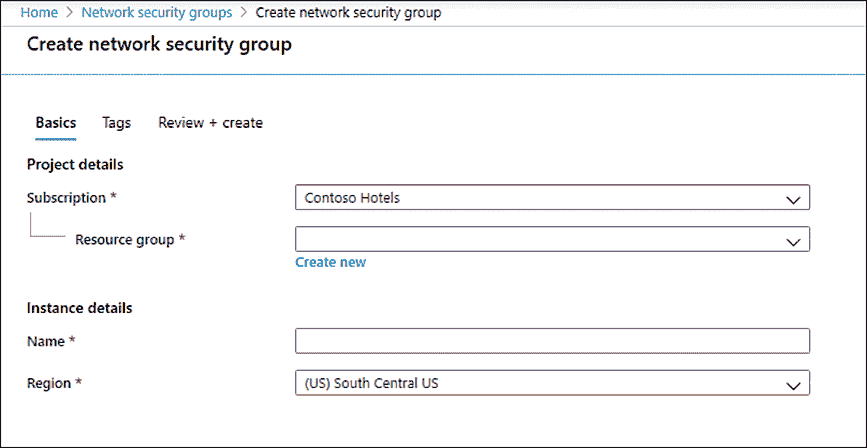 Home > Network security groups > Create network security group
Create network security group
Basics Tags Review + create
Project details
Subscription * Contoso Hotels
Resource group *
Create new
Instance details
Name *
Region * (US) South Central US